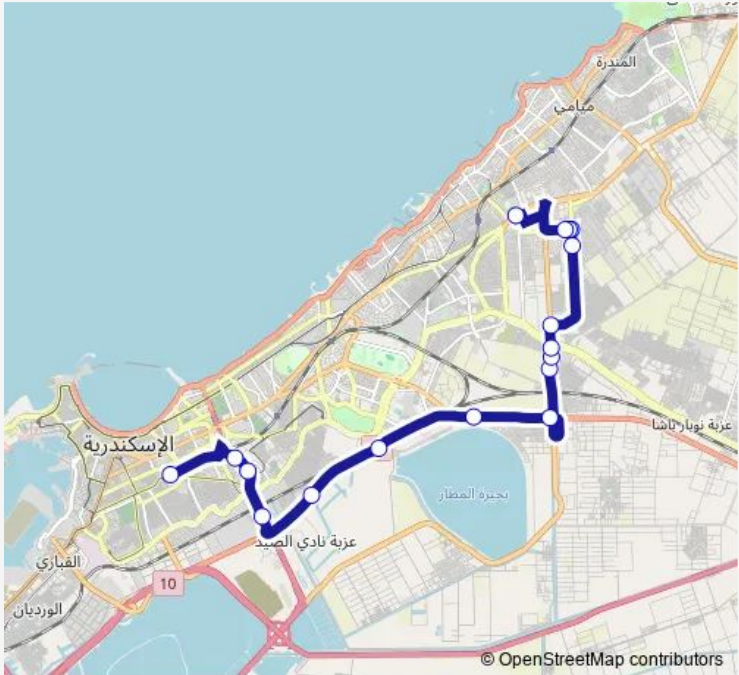 المندرة
ميامي
عزبة نوبار باشا
الإسكندرية
بحيرة المطار
عزبة نادي الصيد
القباري
10
الورديان
© OpenStreetMap contributors